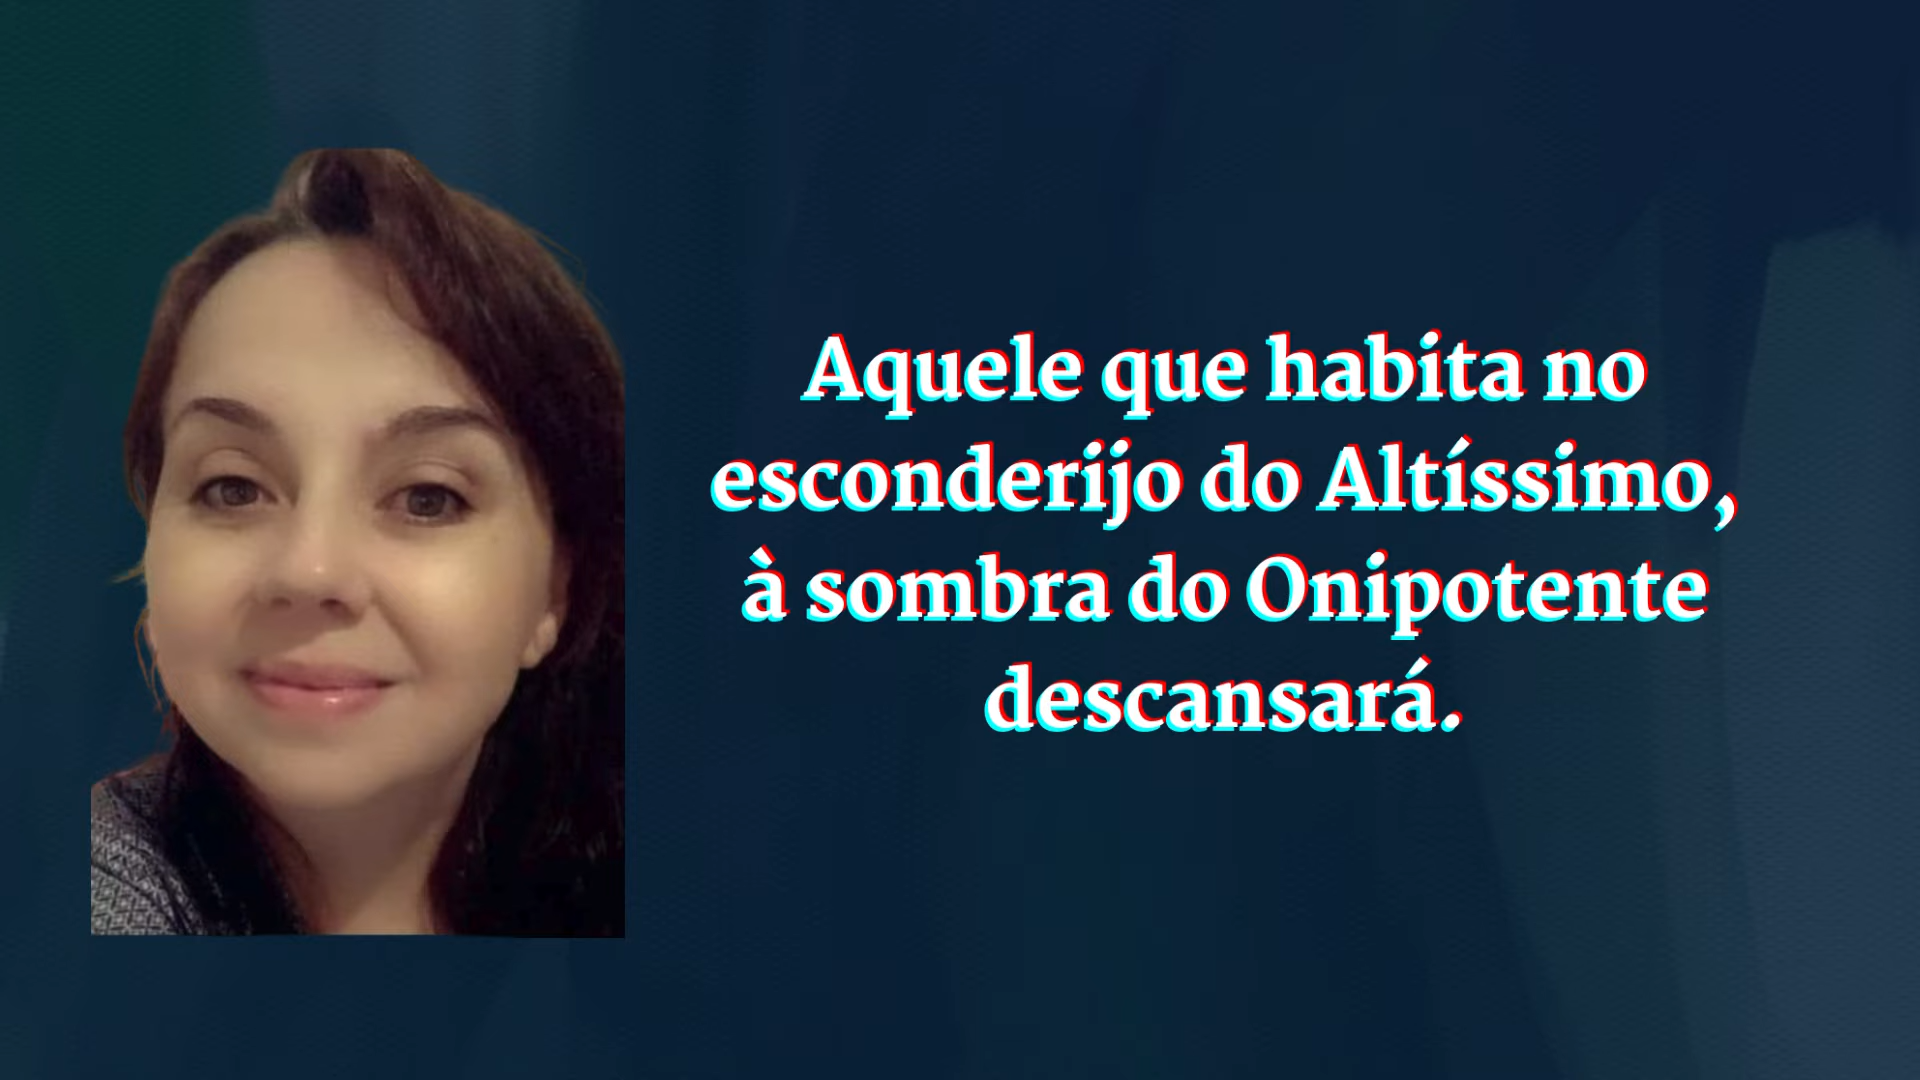 Aquele que habita no
esconderijo do Altíssimo,
à sombra do Onipotente
descansará.